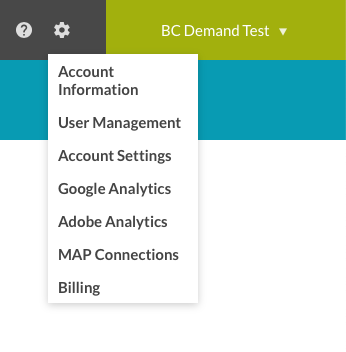 BC Demand Test
Account
Information
User Management
Account Settings
Google Analytics
Adobe Analytics
MAP Connections
Billing